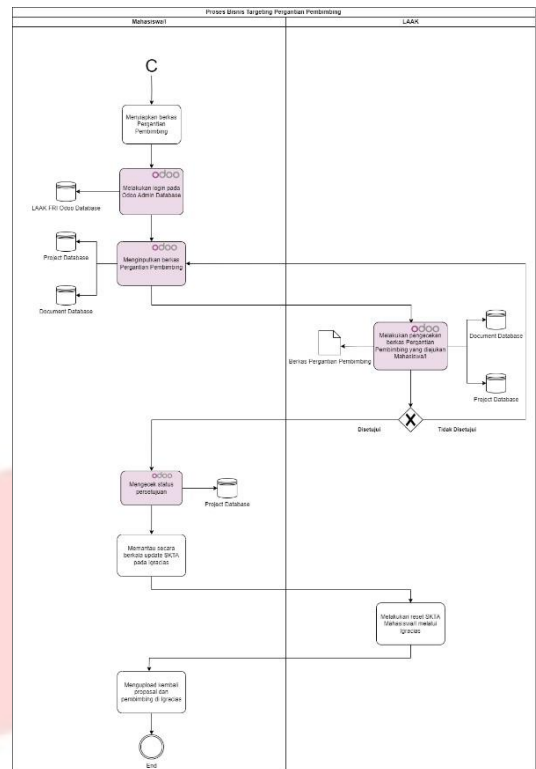 Proses Bisnis Targeting Pergantian Pembimbing
Mahasiswa/i
LAAK
C
Menyiapkan berkas
Pergantian
Pembimbing
odoo
Melakukan login pada
Odoo Admin Database
LAAK FRI Odoo Database
odoo
Menginputkan berkas
Pergantian Pembimbing
Project Database
Document Database
odoo
Melakukan pengecekan
berkas Pergantian
Pembimbing yang diajukan
Mahasiswa/i
Berkas Pergantian Pembimbing
Document Database
Project Database
X
Disetujui
Tidak Disetujui
odoo
Mengecek status
persetujuan
Project Database
Memantau secara
berkala update SKTA
pada Igracias
Melakukan reset SKTA
Mahasiswa/i melalui
Igracias
Mengupload kembali
proposal dan
pembimbing di Igracias
End